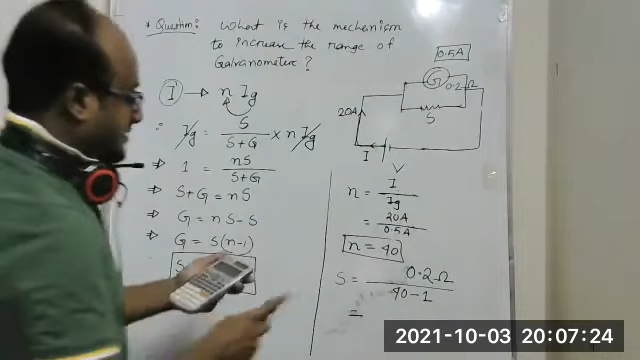 * Question: What is the mechanism
to increase the range of
Galvanometer?
I → n Ig
∴ Ig = S / S+G × n Ig
⇒ 1 = nS / S+G
⇒ S+G = nS
⇒ G = nS - S
⇒ G = S(n-1)
S
0.5A
G
0.2Ω
S
20A
I
V
n = I / Ig
= 20A / 0.5A
n = 40
S = 0.2Ω / 40-1
=
2021-10-03 20:07:24